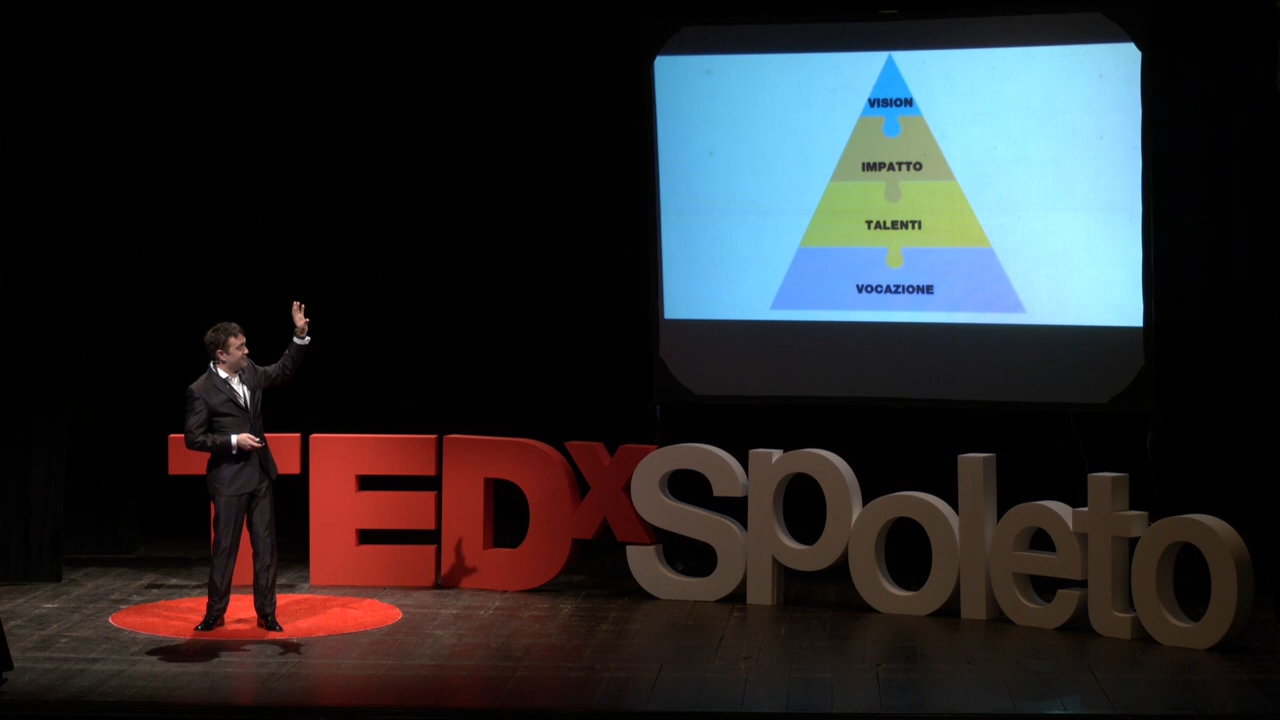 VISION
IMPATTO
TALENTI
VOCAZIONE
TEDxSpoleto